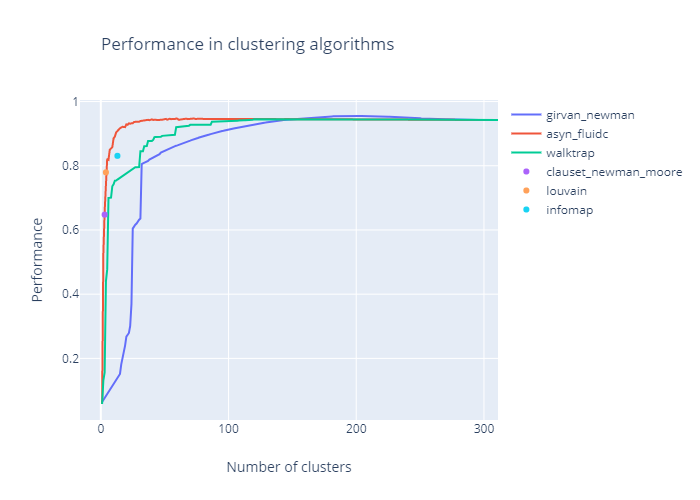 Performance in clustering algorithms
1
0.8
0.6
0.4
0.2
Performance
0
100
200
300
Number of clusters
girvan_newman
asyn_fluidc
walktrap
clauset_newman_moore
louvain
infomap